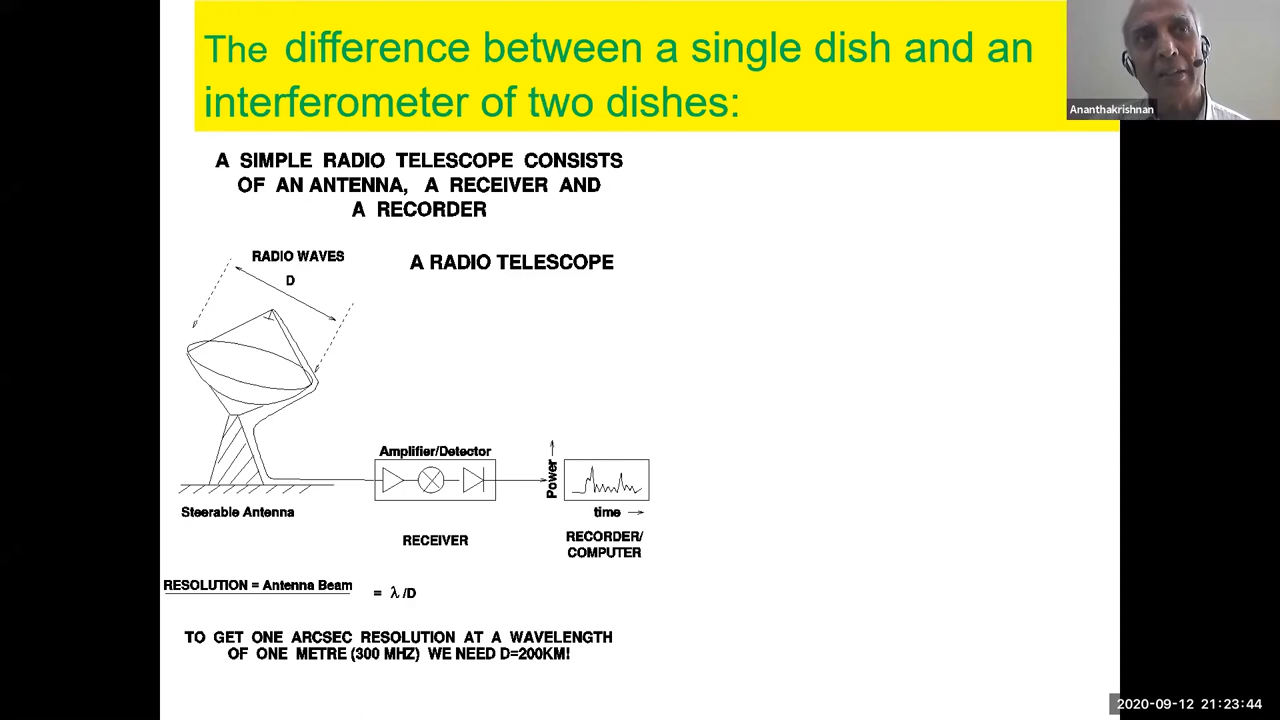 The difference between a single dish and an
interferometer of two dishes:
Ananthakrishnan
A SIMPLE RADIO TELESCOPE CONSISTS
OF AN ANTENNA, A RECEIVER AND
A RECORDER
RADIO WAVES
D
A RADIO TELESCOPE
Amplifier/Detector
Power
time
Steerable Antenna
RECEIVER
RECORDER/
COMPUTER
RESOLUTION = Antenna Beam = λ/D
TO GET ONE ARCSEC RESOLUTION AT A WAVELENGTH
OF ONE METRE (300 MHZ) WE NEED D=200KM!
2020-09-12 21:23:44